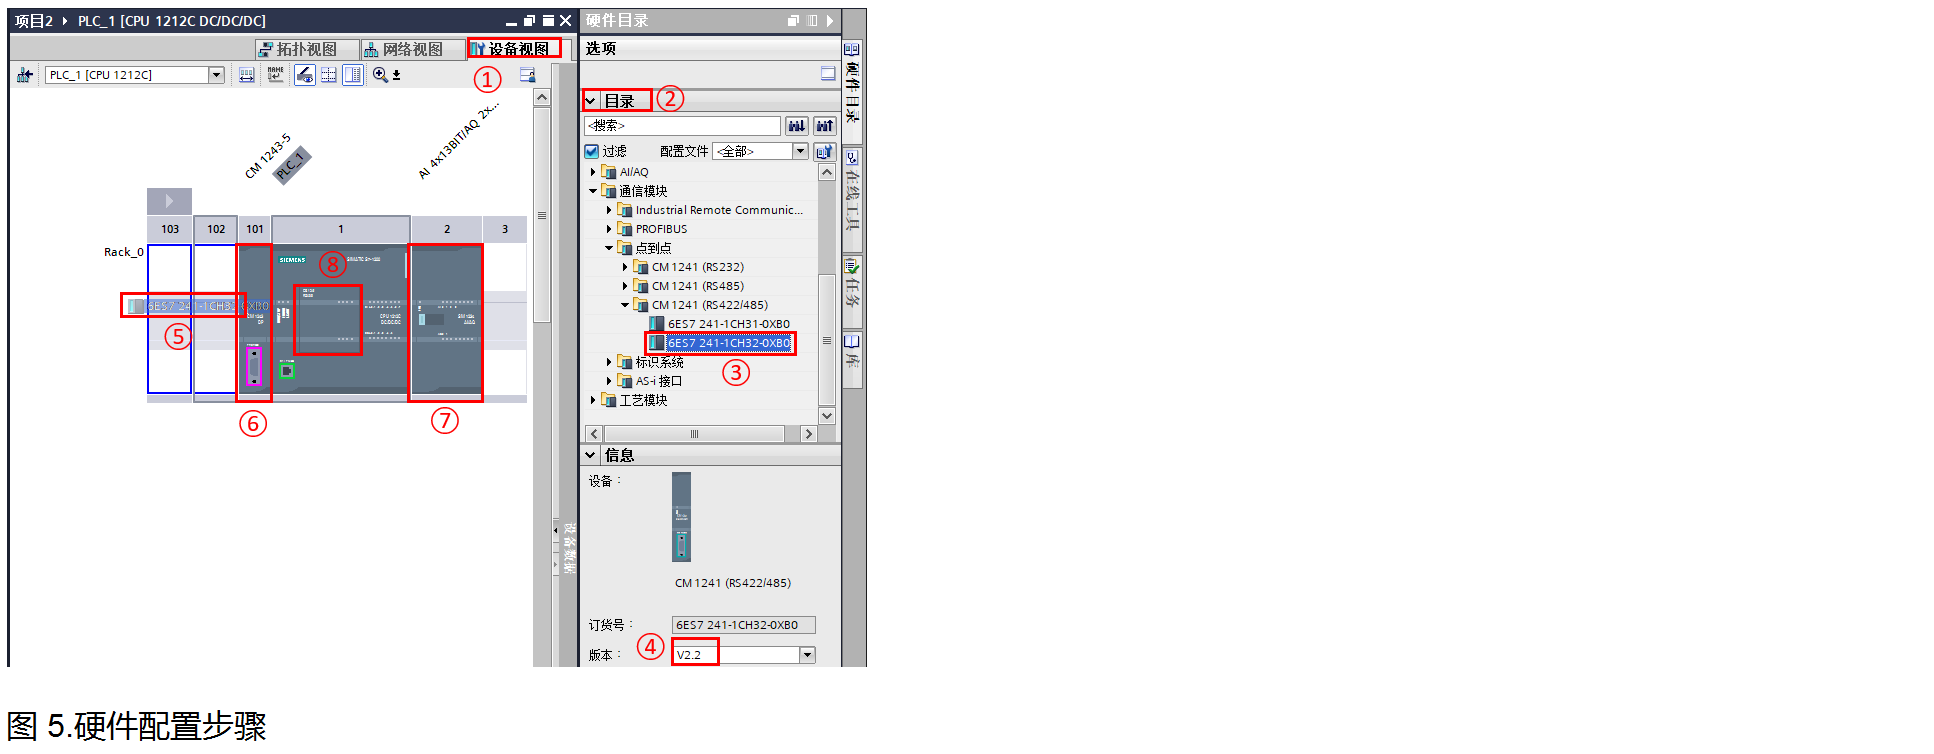 项目2 ▸ PLC_1 [CPU 1212C DC/DC/DC]
拓扑视图 网络视图 设备视图
①
PLC_1 [CPU 1212C]
CM 1243-5
PLC_1
AI 4x13BIT/AQ 2x...
103 102 101 1 2 3
Rack_0
SIEMENS
⑧
6ES7 241-1CH32-0XB0
⑤
⑥
⑦
设备数据
硬件目录
选项
目录
②
<搜索>
过滤 配置文件 <全部>
AI/AQ
通信模块
Industrial Remote Communic...
PROFIBUS
点到点
CM 1241 (RS232)
CM 1241 (RS485)
CM 1241 (RS422/485)
6ES7 241-1CH31-0XB0
6ES7 241-1CH32-0XB0
③
标识系统
AS-i 接口
工艺模块
信息
设备：
CM 1241 (RS422/485)
订货号： 6ES7 241-1CH32-0XB0
④
版本： V2.2
硬件目录
在线工具
任务
库
图 5.硬件配置步骤